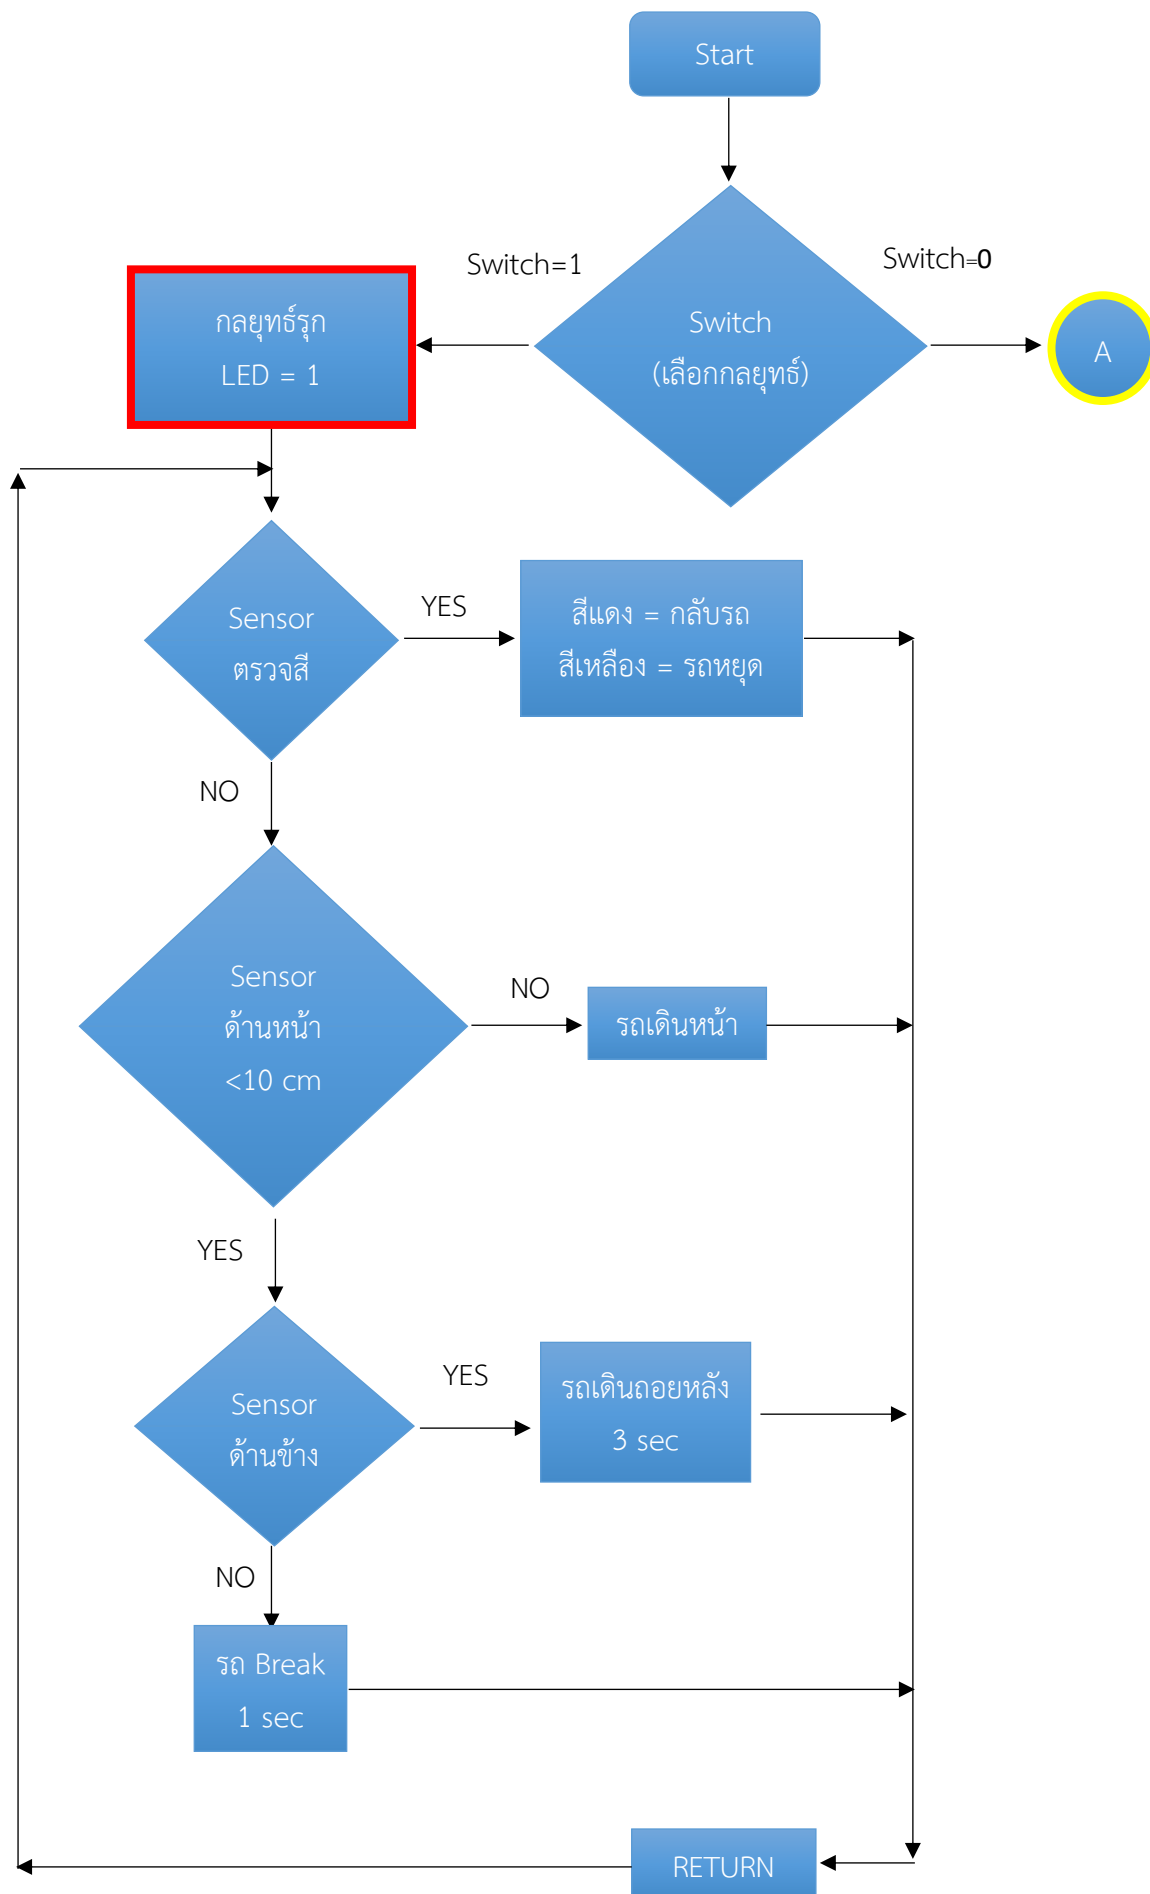 Start
Switch=1
Switch=0
กลยุทธ์รุก
LED = 1
Switch
(เลือกกลยุทธ์)
A
Sensor
ตรวจสี
YES
สีแดง = กลับรถ
สีเหลือง = รถหยุด
NO
Sensor
ด้านหน้า
<10 cm
NO
รถเดินหน้า
YES
Sensor
ด้านข้าง
YES
รถเดินถอยหลัง
3 sec
NO
รถ Break
1 sec
RETURN